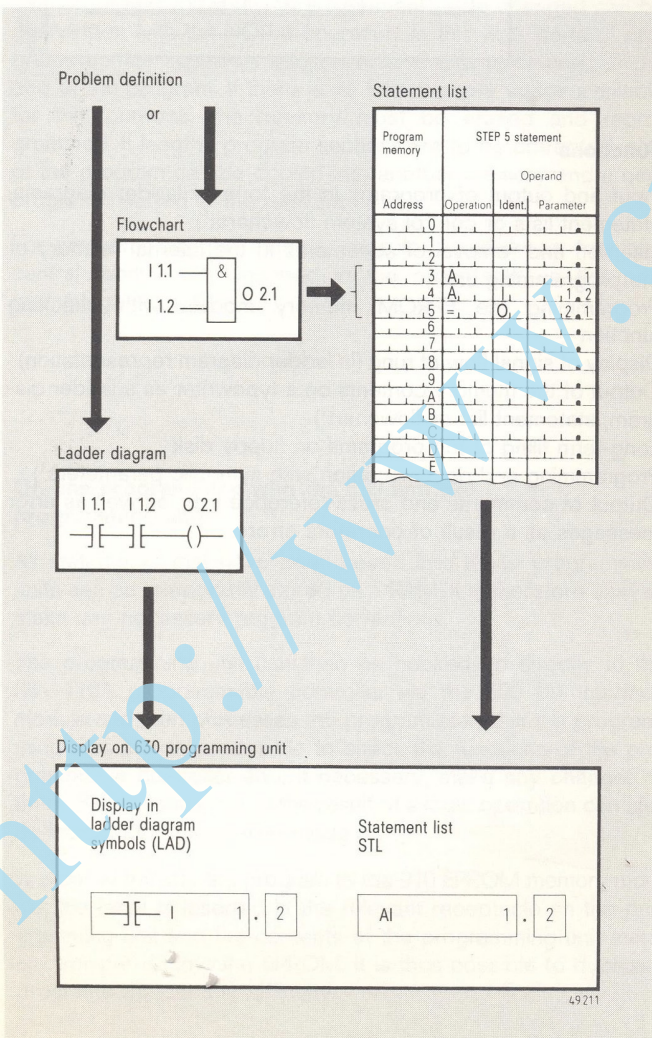 Problem definition
or
Flowchart
I 1.1
&
O 2.1
I 1.2
Statement list
Program memory
STEP 5 statement
Operand
Address Operation Ident. Parameter
0
1
2
3 A I 1.1
4 A I 1.2
5 = O 2.1
6
7
8
9
A
B
C
D
E
Ladder diagram
I 1.1 I 1.2 O 2.1
Display on 630 programming unit
Display in
ladder diagram
symbols (LAD)
I 1. 2
Statement list
STL
AI 1. 2
49211
http://www.